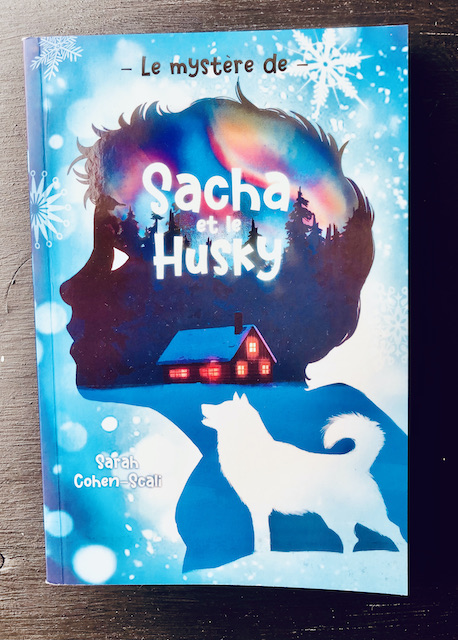 – Le mystère de –
Sacha
et le
Husky
Sarah
Cohen-Scali